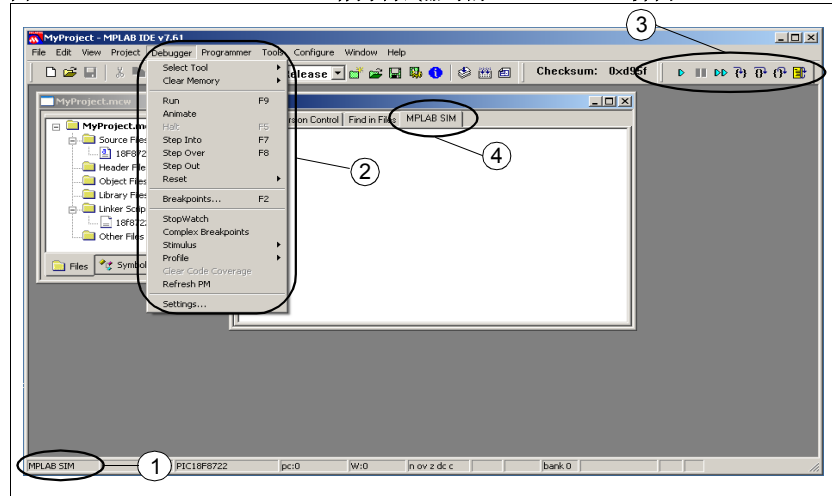 3
MyProject - MPLAB IDE v7.61
File Edit View Project Debugger Programmer Tools Configure Window Help
Checksum: 0xd95f
MyProject.mcw
MPLAB SIM
Find in Files
MyProject.m
Source Files
18F872
Header File
Object Files
Library Files
Linker Scrip
18f872
Other Files
Files
Symbol
Select Tool
Clear Memory
Run F9
Animate
Halt F5
Step Into F7
Step Over F8
Step Out
Reset
Breakpoints... F2
StopWatch
Complex Breakpoints
Stimulus
Profile
Clear Code Coverage
Refresh PM
Settings...
2
4
MPLAB SIM
1
PIC18F8722
pc:0
W:0
n ov z dc c
bank 0